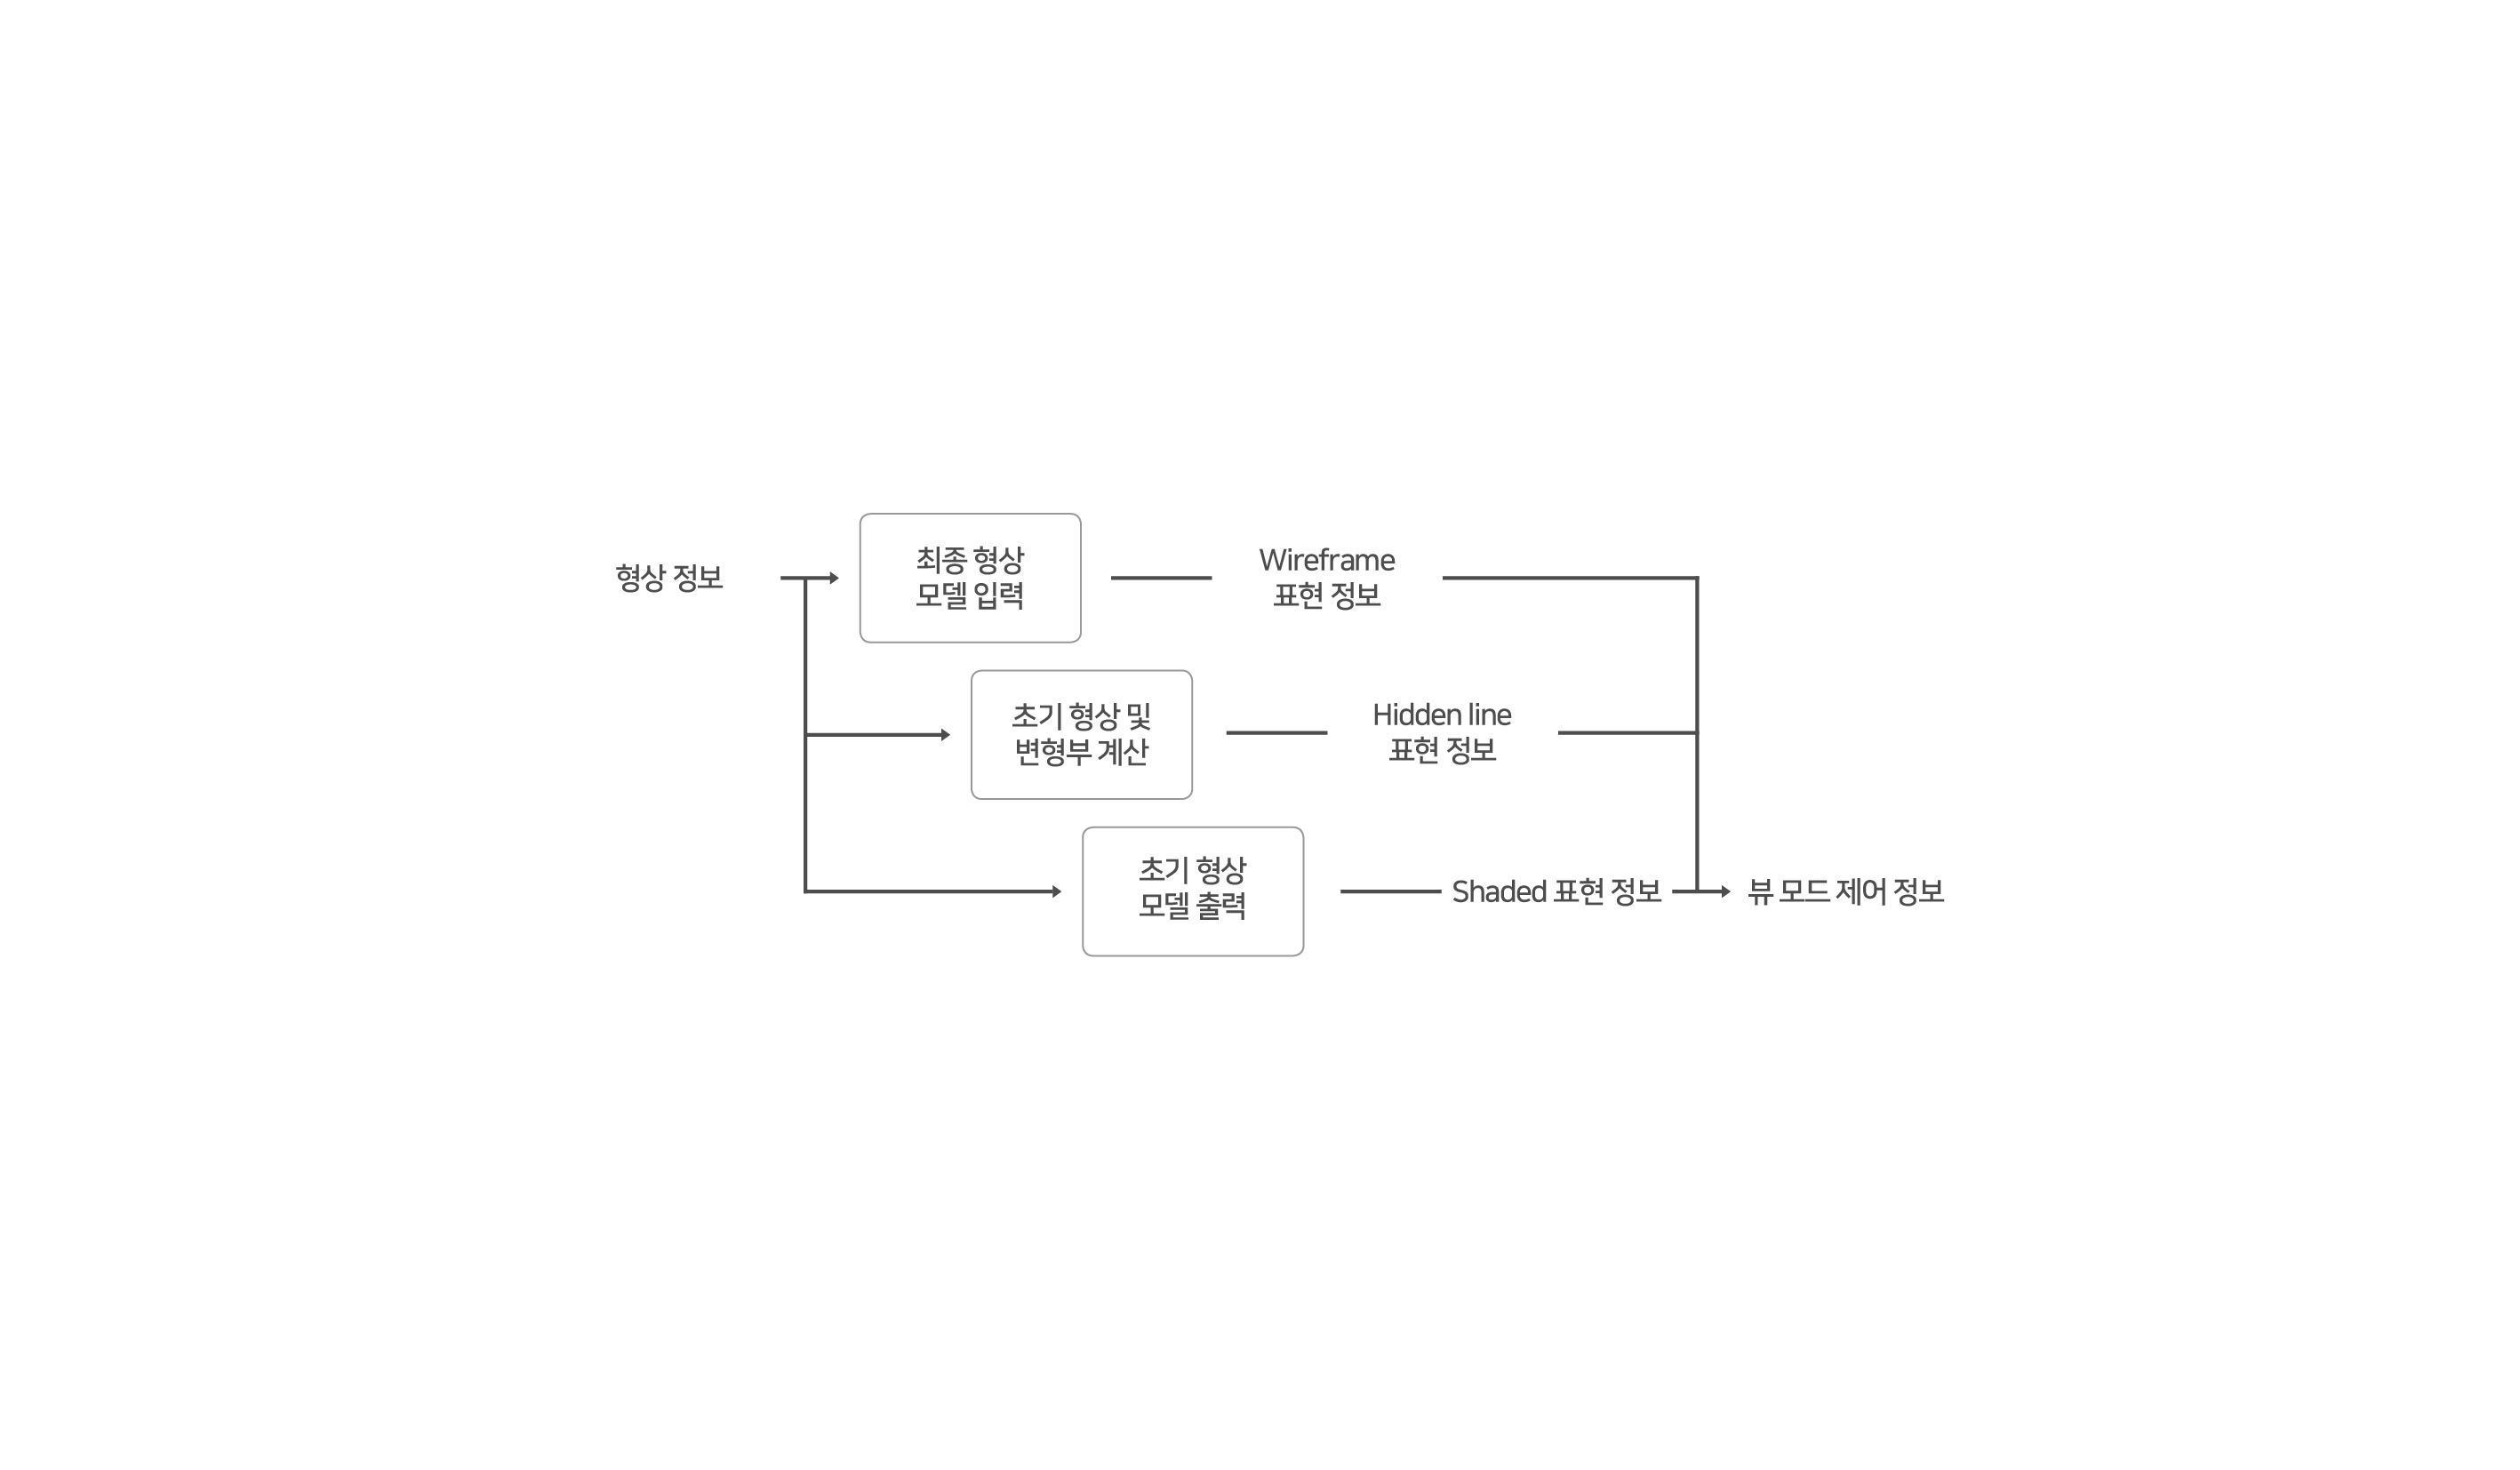 형상 정보
최종 형상
모델 입력
Wireframe
표현 정보
초기 형상 및
변형부 계산
Hidden line
표현 정보
초기 형상
모델 출력
Shaded 표현 정보
뷰 모드제어 정보